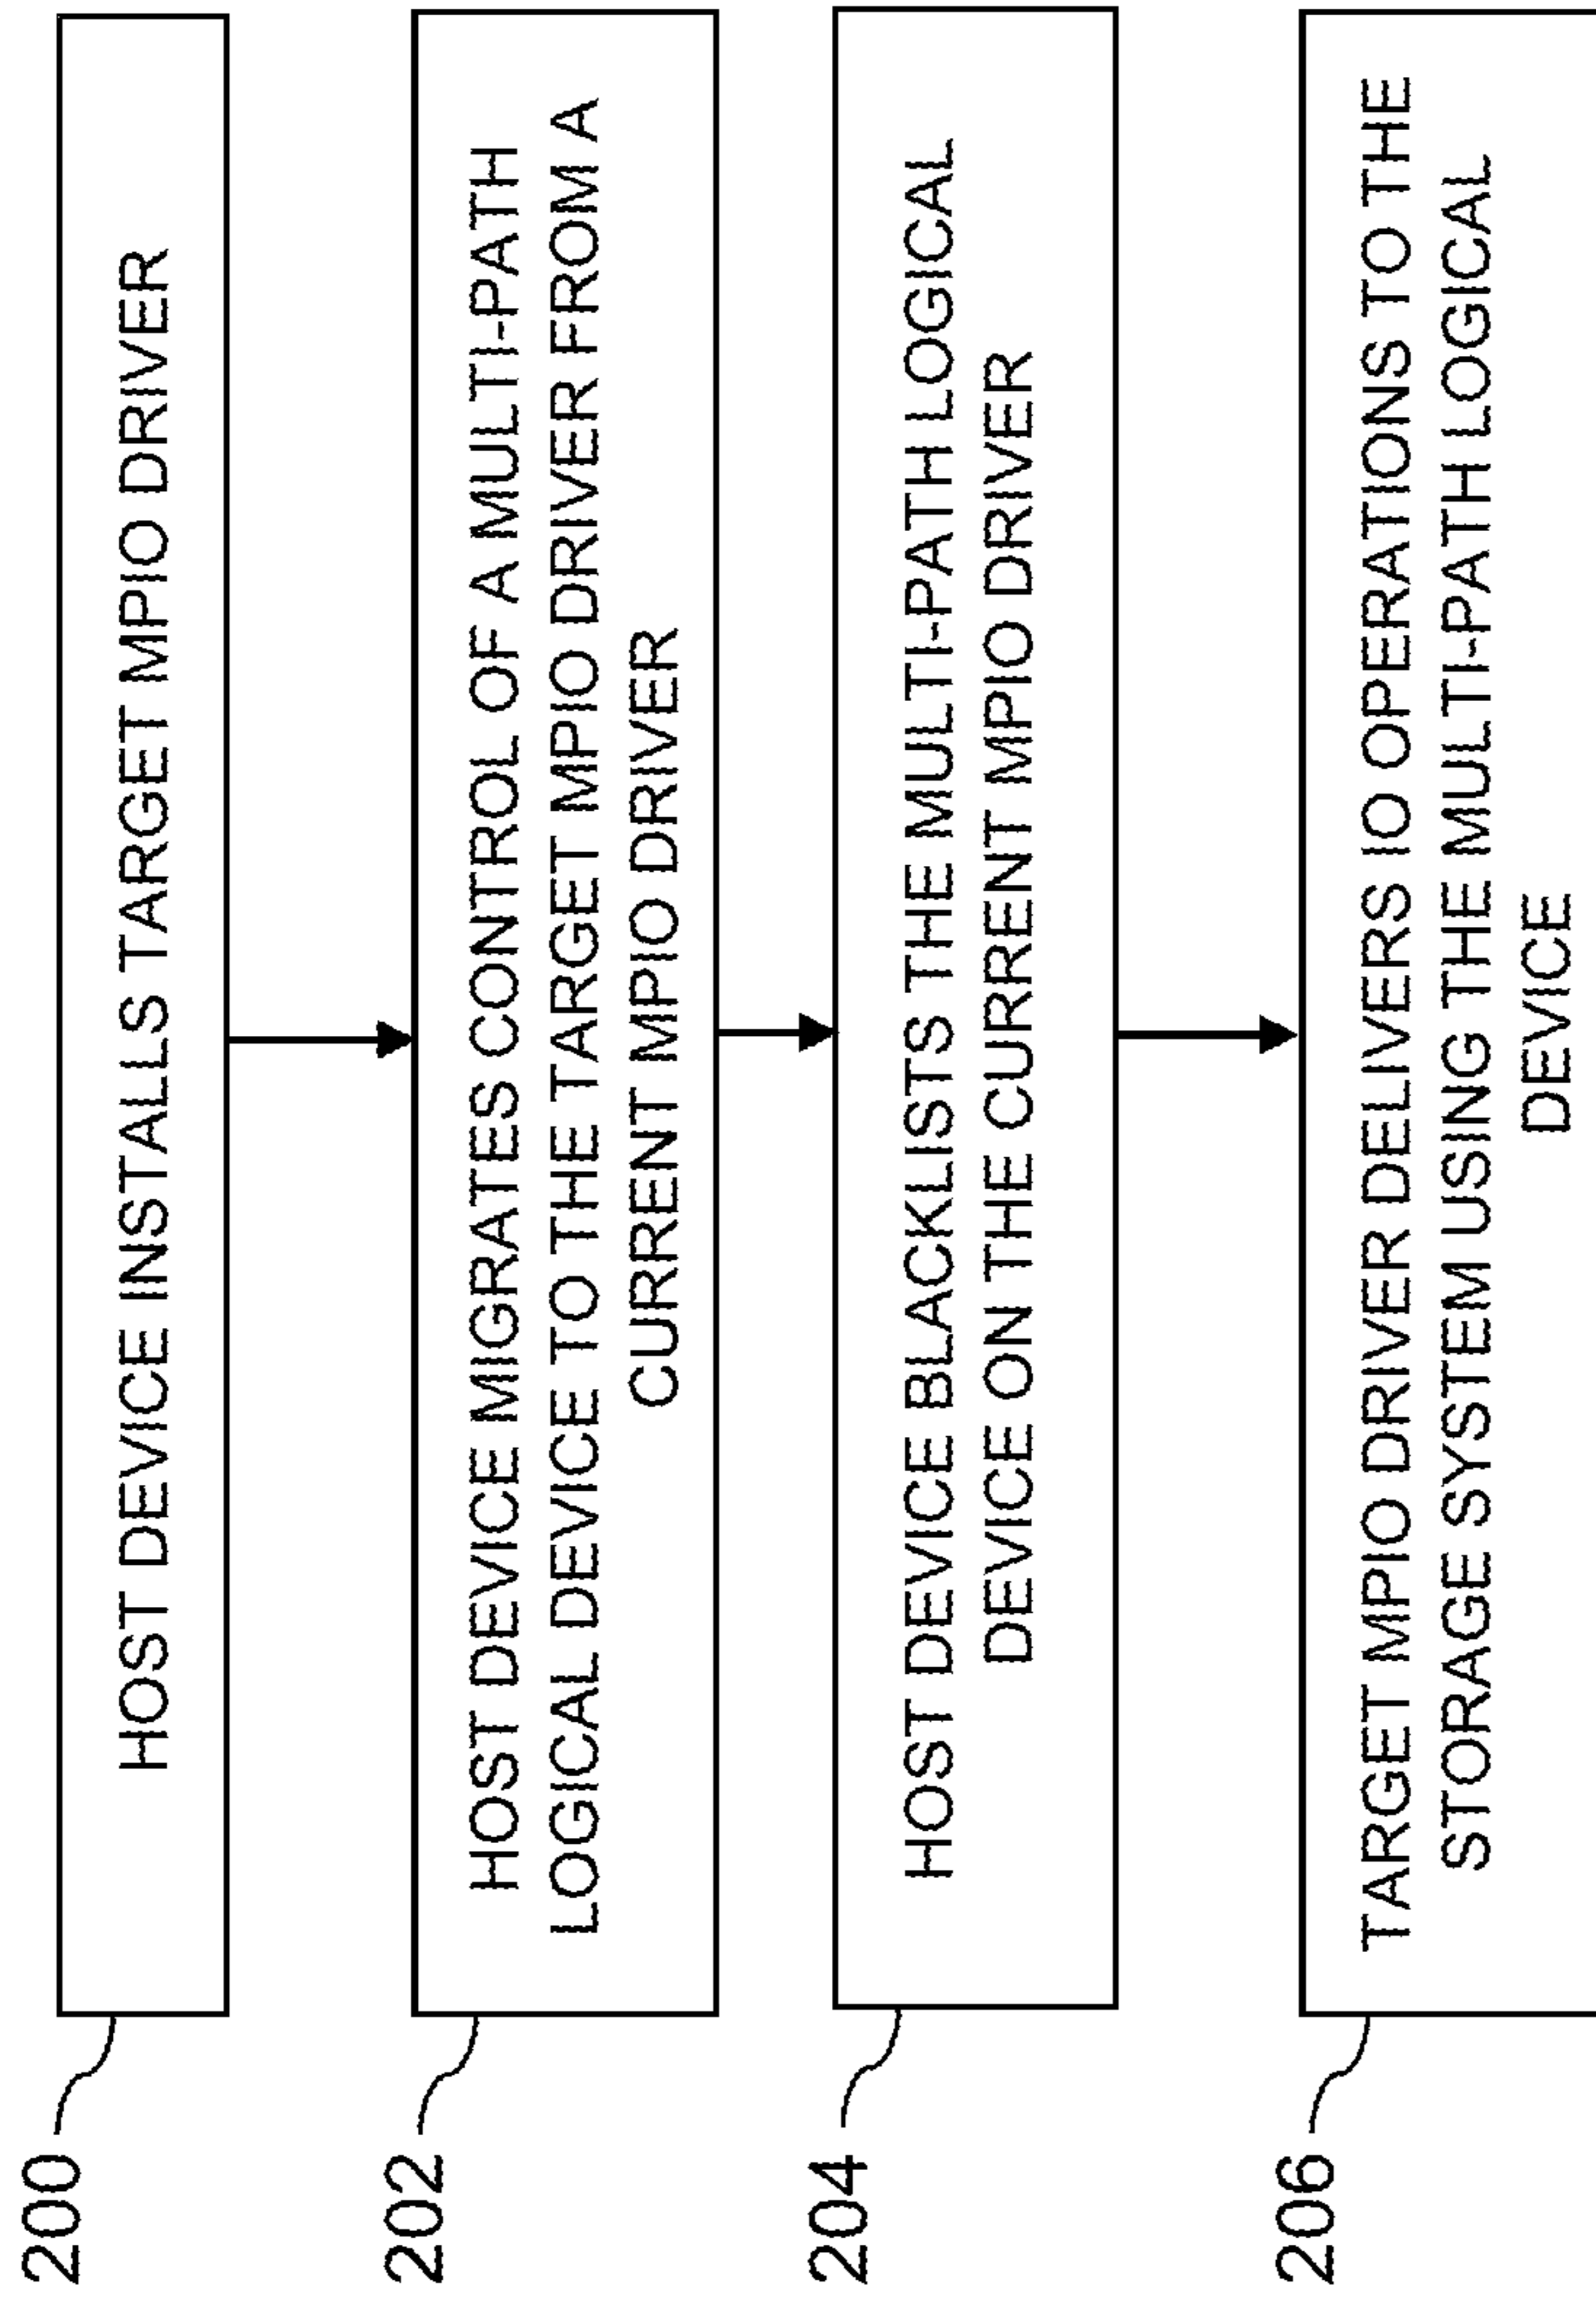 200
HOST DEVICE INSTALLS TARGET MPIO DRIVER
202
HOST DEVICE MIGRATES CONTROL OF A MULTI-PATH
LOGICAL DEVICE TO THE TARGET MPIO DRIVER FROM A
CURRENT MPIO DRIVER
204
HOST DEVICE BLACKLISTS THE MULTI-PATH LOGICAL
DEVICE ON THE CURRENT MPIO DRIVER
206
TARGET MPIO DRIVER DELIVERS IO OPERATIONS TO THE
STORAGE SYSTEM USING THE MULTI-PATH LOGICAL
DEVICE